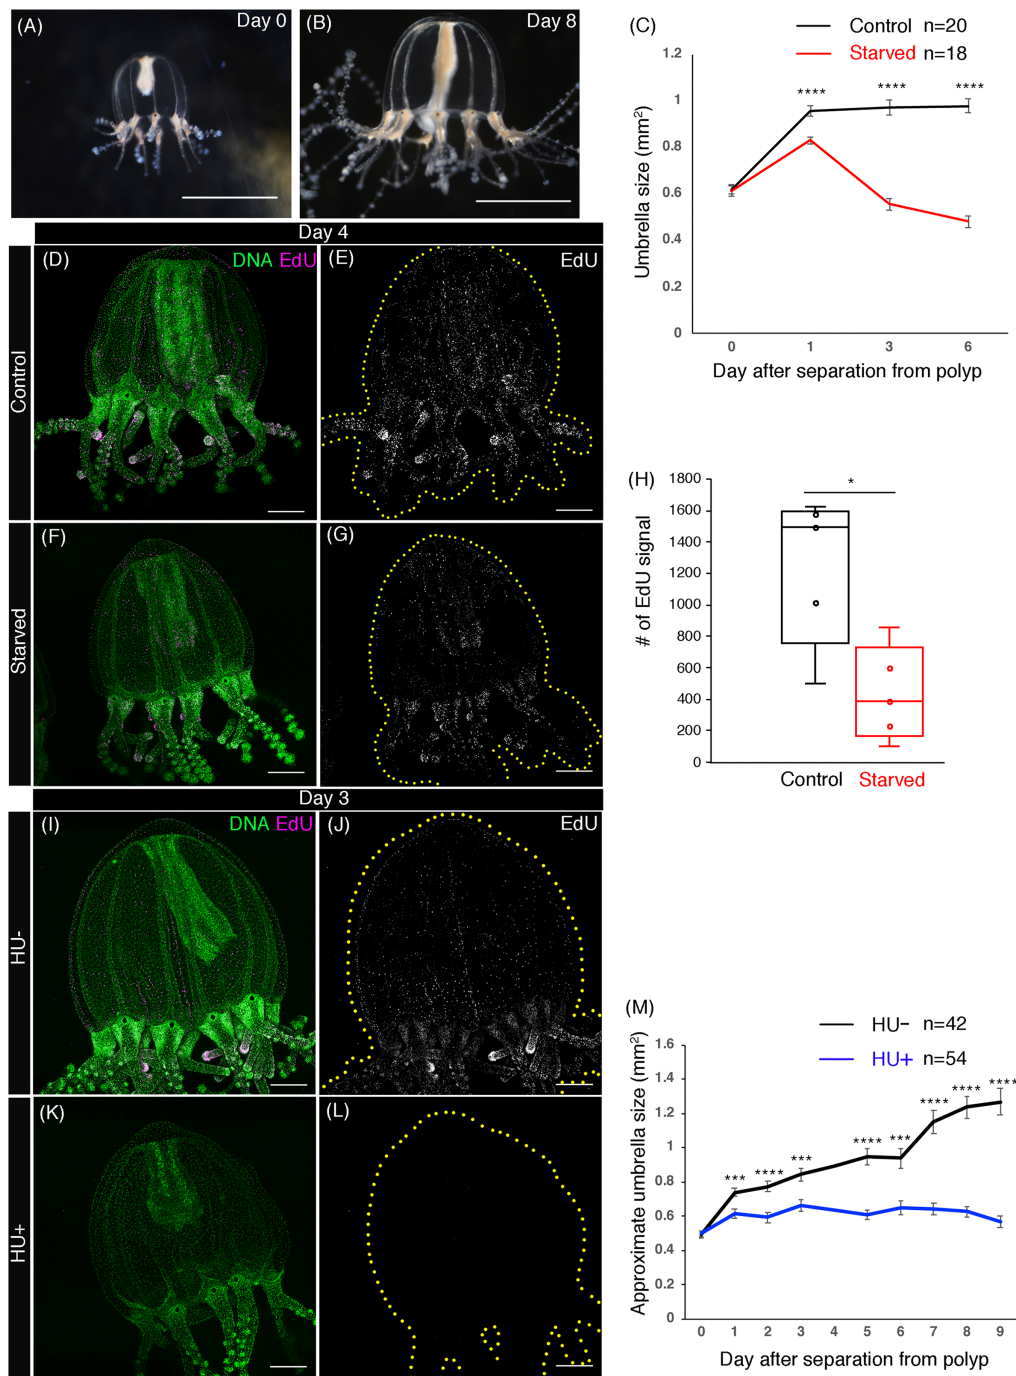 (A)
Day 0
(B)
Day 8
(C)
Control n=20
Starved n=18
1.2
1
0.8
0.6
0.4
0.2
0
****
****
****
Umbrella size (mm²)
0 1 3 6
Day after separation from polyp
Day 4
Control
(D)
DNA EdU
(E)
EdU
Starved
(F)
(G)
(H)
1800
1600
1400
1200
1000
800
600
400
200
0
*
# of EdU signal
Control Starved
Day 3
HU-
(I)
DNA EdU
(J)
EdU
HU+
(K)
(L)
(M)
HU- n=42
HU+ n=54
1.6
1.4
1.2
1.0
0.8
0.6
0.4
0.2
0
***
****
***
****
***
****
****
****
Approximate umbrella size (mm²)
0 1 2 3 4 5 6 7 8 9
Day after separation from polyp